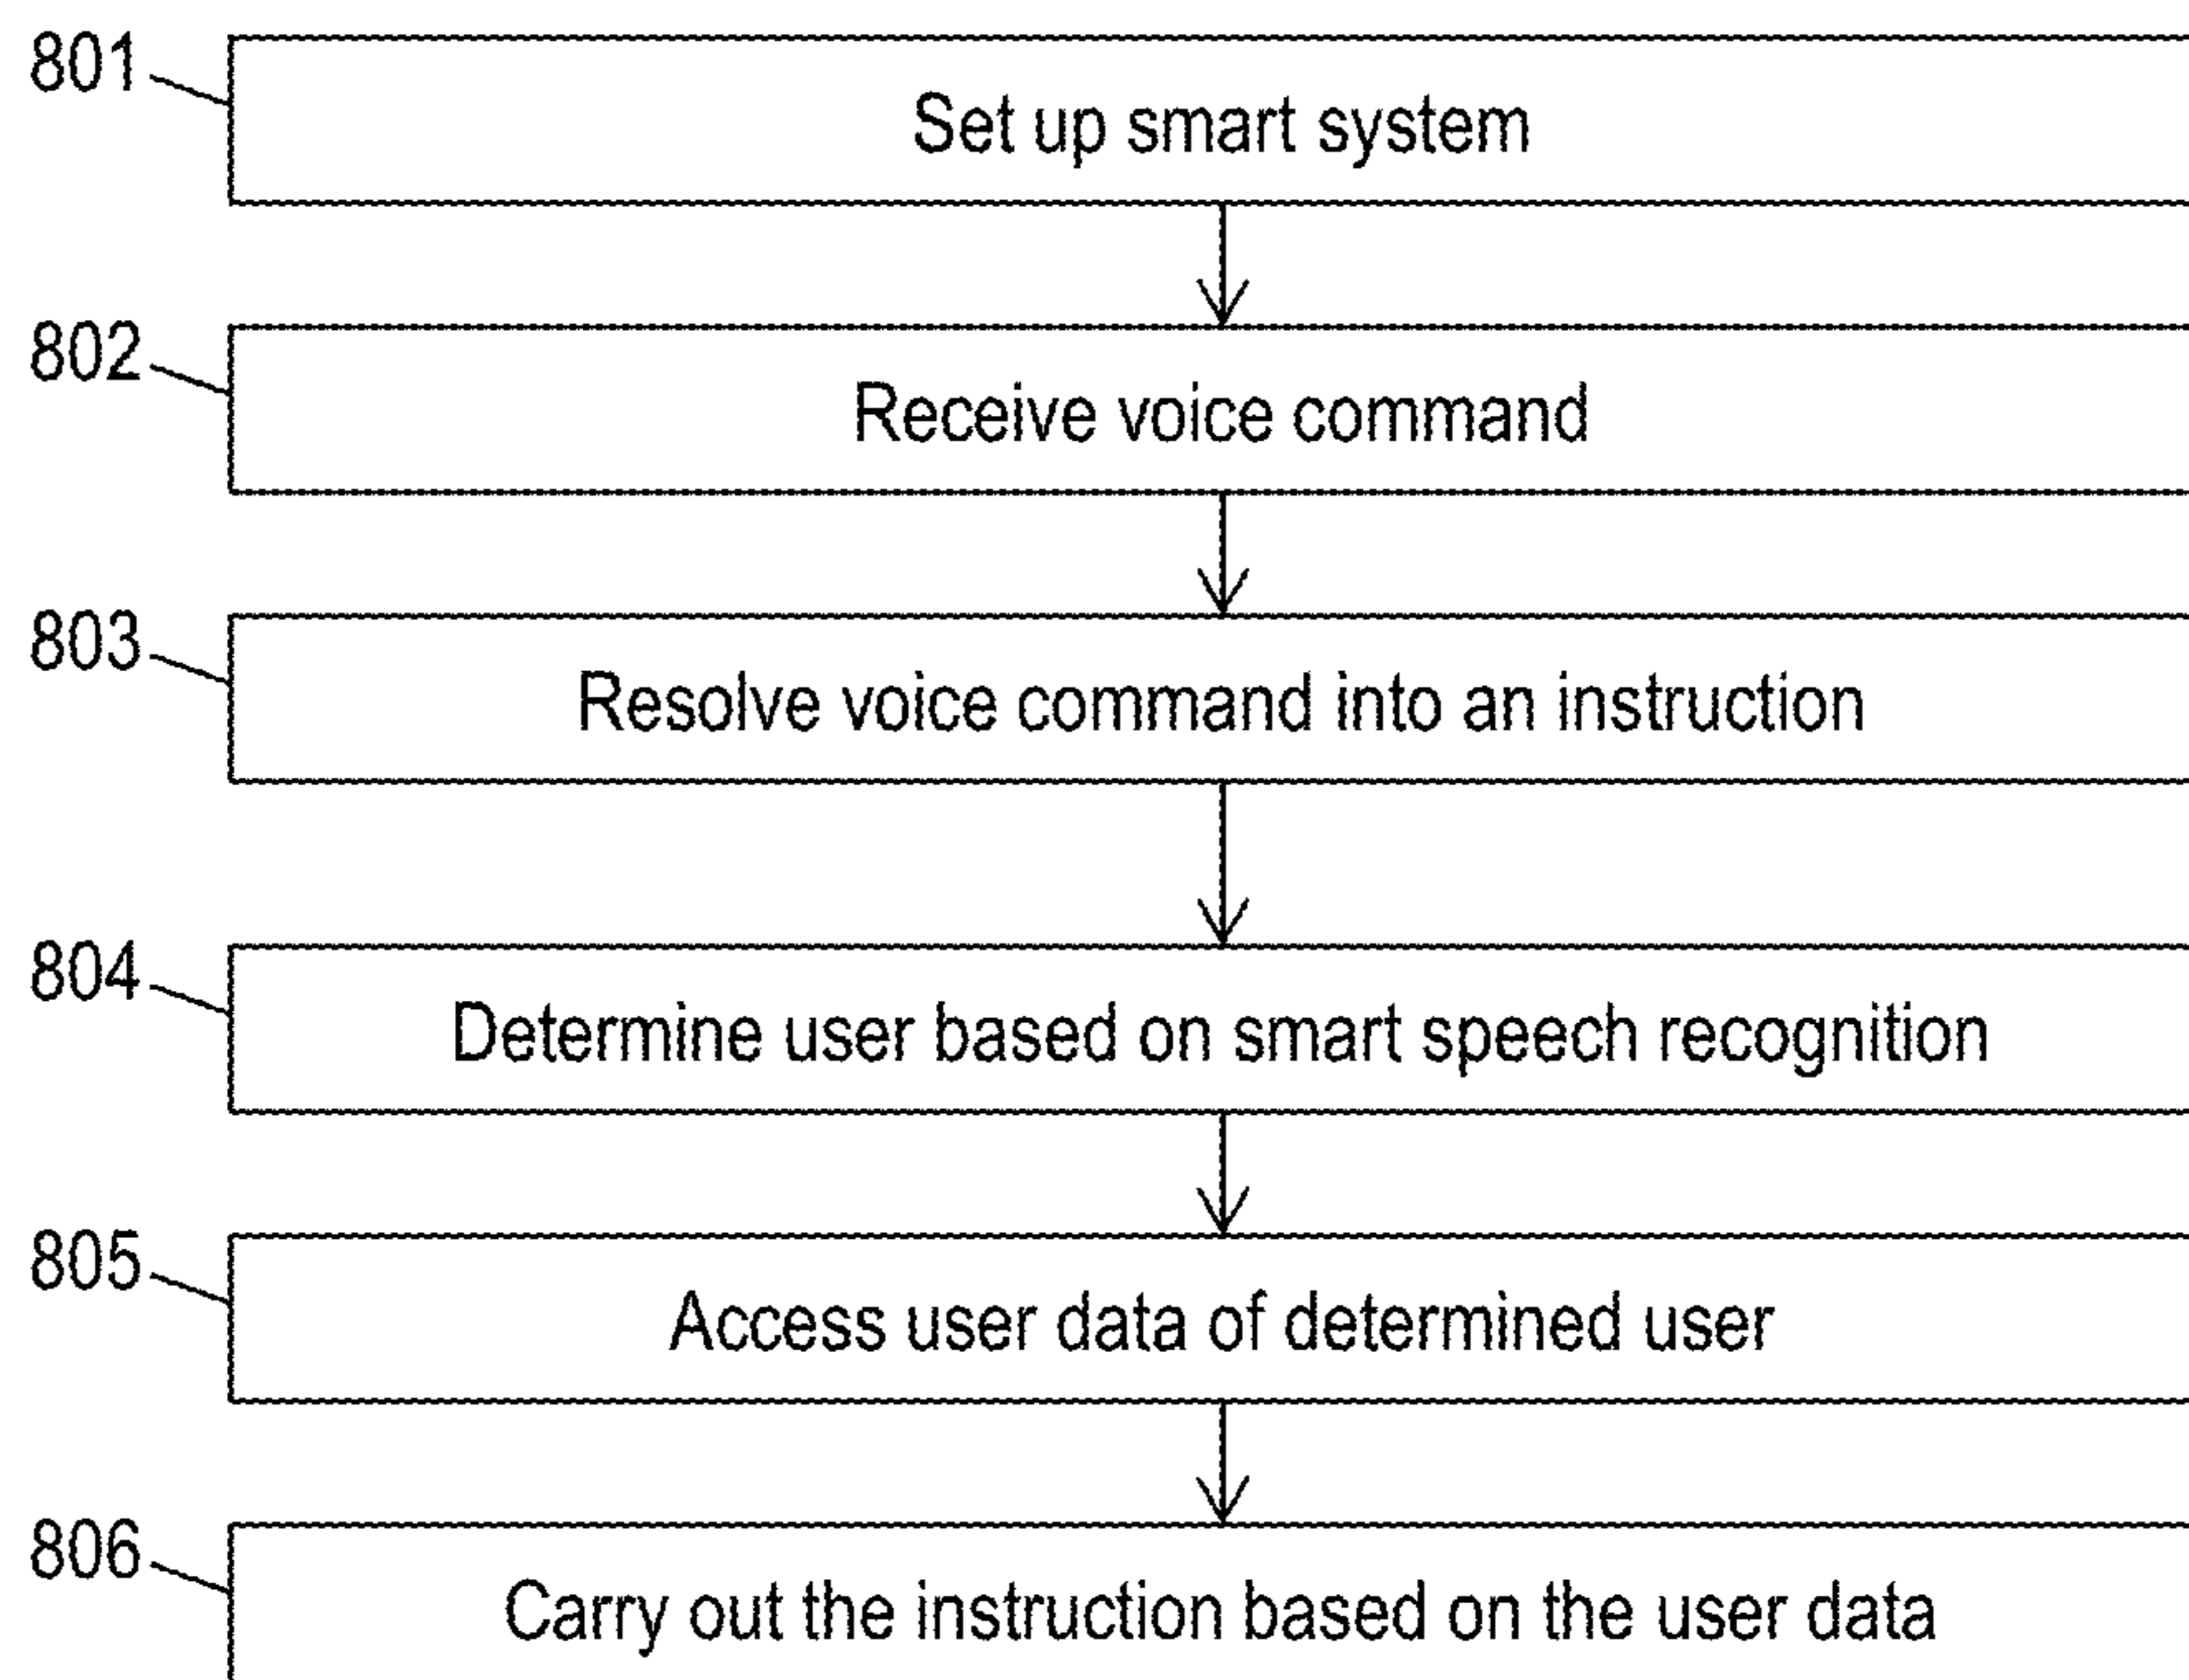 801
Set up smart system
802
Receive voice command
803
Resolve voice command into an instruction
804
Determine user based on smart speech recognition
805
Access user data of determined user
806
Carry out the instruction based on the user data